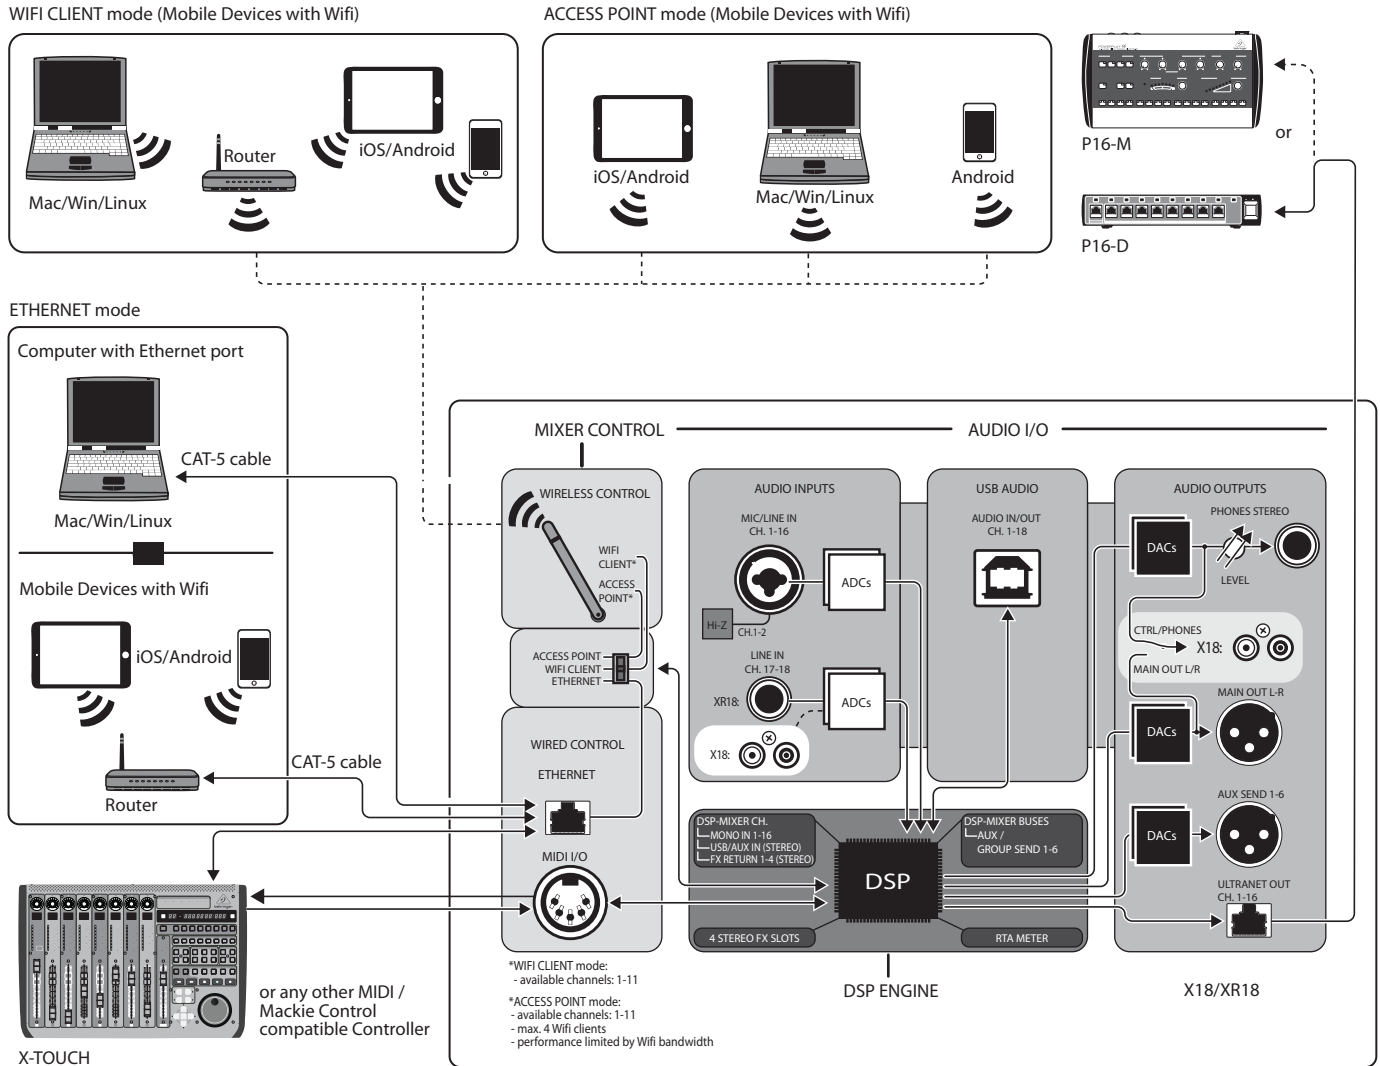 WIFI CLIENT mode (Mobile Devices with Wifi)
Mac/Win/Linux
Router
iOS/Android
ACCESS POINT mode (Mobile Devices with Wifi)
iOS/Android
Mac/Win/Linux
Android
P16-M
or
P16-D
ETHERNET mode
Computer with Ethernet port
CAT-5 cable
Mac/Win/Linux
Mobile Devices with Wifi
iOS/Android
CAT-5 cable
Router
X-TOUCH
or any other MIDI /
Mackie Control
compatible Controller
MIXER CONTROL
AUDIO I/O
WIRELESS CONTROL
WIFI
CLIENT*
ACCESS
POINT*
ACCESS POINT
WIFI CLIENT
ETHERNET
WIRED CONTROL
ETHERNET
MIDI I/O
*WIFI CLIENT mode:
- available channels: 1-11
*ACCESS POINT mode:
- available channels: 1-11
- max. 4 Wifi clients
- performance limited by Wifi bandwidth
AUDIO INPUTS
MIC/LINE IN
CH. 1-16
ADCs
Hi-Z
CH.1-2
LINE IN
CH. 17-18
XR18:
ADCs
X18:
USB AUDIO
AUDIO IN/OUT
CH. 1-18
DSP-MIXER CH.
MONO IN 1-16
USB/AUX IN (STEREO)
FX RETURN 1-4 (STEREO)
DSP-MIXER BUSES
AUX /
GROUP SEND 1-6
DSP
4 STEREO FX SLOTS
RTA METER
DSP ENGINE
AUDIO OUTPUTS
PHONES STEREO
DACs
LEVEL
CTRL/PHONES
X18:
MAIN OUT L/R
MAIN OUT L-R
DACs
AUX SEND 1-6
DACs
ULTRANET OUT
CH. 1-16
X18/XR18